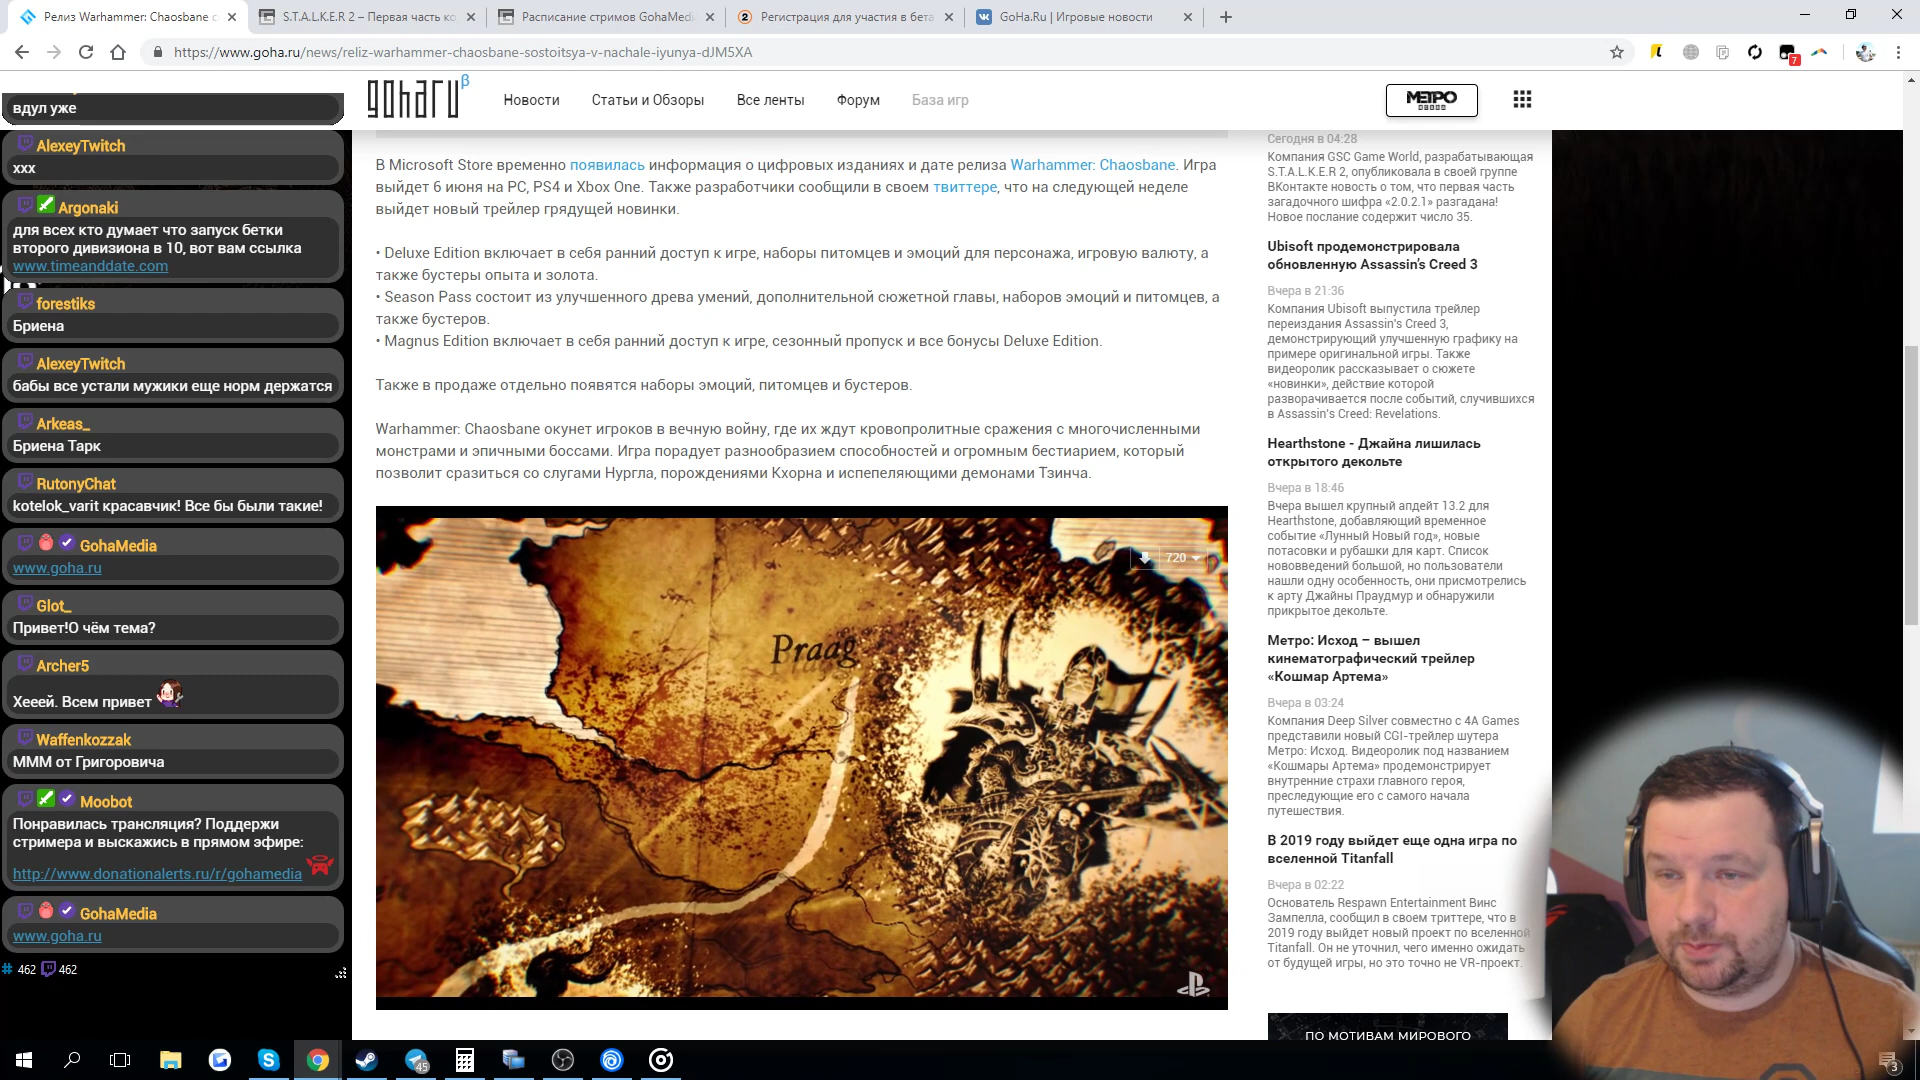 Релиз Warhammer: Chaosbane с
S.T.A.L.K.E.R 2 – Первая часть ко
Расписание стримов GohaMedi
Регистрация для участия в бета
GoHa.Ru | Игровые новости
https://www.goha.ru/news/reliz-warhammer-chaosbane-sostoitsya-v-nachale-iyunya-dJM5XA
7
goharu β
Новости
Статьи и Обзоры
Все ленты
Форум
База игр
МЕТРО
вдул уже
AlexeyTwitch
xxx
Argonaki
для всех кто думает что запуск бетки
второго дивизиона в 10, вот вам ссылка
www.timeanddate.com
forestiks
Бриена
AlexeyTwitch
бабы все устали мужики еще норм держатся
Arkeas_
Бриена Тарк
RutonyChat
kotelok_varit красавчик! Все бы были такие!
GohaMedia
www.goha.ru
Glot_
Привет!О чём тема?
Archer5
Хееей. Всем привет
Waffenkozzak
МММ от Григоровича
Moobot
Понравилась трансляция? Поддержи
стримера и выскажись в прямом эфире:
http://www.donationalerts.ru/r/gohamedia
GohaMedia
www.goha.ru
462 462
В Microsoft Store временно появилась информация о цифровых изданиях и дате релиза Warhammer: Chaosbane. Игра
выйдет 6 июня на PC, PS4 и Xbox One. Также разработчики сообщили в своем твиттере, что на следующей неделе
выйдет новый трейлер грядущей новинки.
• Deluxe Edition включает в себя ранний доступ к игре, наборы питомцев и эмоций для персонажа, игровую валюту, а
также бустеры опыта и золота.
• Season Pass состоит из улучшенного древа умений, дополнительной сюжетной главы, наборов эмоций и питомцев, а
также бустеров.
• Magnus Edition включает в себя ранний доступ к игре, сезонный пропуск и все бонусы Deluxe Edition.
Также в продаже отдельно появятся наборы эмоций, питомцев и бустеров.
Warhammer: Chaosbane окунет игроков в вечную войну, где их ждут кровопролитные сражения с многочисленными
монстрами и эпичными боссами. Игра порадует разнообразием способностей и огромным бестиарием, который
позволит сразиться со слугами Нургла, порождениями Кхорна и испепеляющими демонами Тзинча.
720
Praag
Сегодня в 04:28
Компания GSC Game World, разрабатывающая
S.T.A.L.K.E.R 2, опубликовала в своей группе
ВКонтакте новость о том, что первая часть
загадочного шифра «2.0.2.1» разгадана!
Новое послание содержит число 35.
Ubisoft продемонстрировала
обновленную Assassin's Creed 3
Вчера в 21:36
Компания Ubisoft выпустила трейлер
переиздания Assassin's Creed 3,
демонстрирующий улучшенную графику на
примере оригинальной игры. Также
видеоролик рассказывает о сюжете
«новинки», действие которой
разворачивается после событий, случившихся
в Assassin's Creed: Revelations.
Hearthstone - Джайна лишилась
открытого декольте
Вчера в 18:46
Вчера вышел крупный апдейт 13.2 для
Hearthstone, добавляющий временное
событие «Лунный Новый год», новые
потасовки и рубашки для карт. Список
нововведений большой, но пользователи
нашли одну особенность, они присмотрелись
к арту Джайны Праудмур и обнаружили
прикрытое декольте.
Метро: Исход – вышел
кинематографический трейлер
«Кошмар Артема»
Вчера в 03:24
Компания Deep Silver совместно с 4A Games
представили новый CGI-трейлер шутера
Метро: Исход. Видеоролик под названием
«Кошмары Артема» продемонстрирует
внутренние страхи главного героя,
преследующие его с самого начала
путешествия.
В 2019 году выйдет еще одна игра по
вселенной Titanfall
Вчера в 02:22
Основатель Respawn Entertainment Винс
Зампелла, сообщил в своем триттере, что в
2019 году выйдет новый проект по вселенной
Titanfall. Он не уточнил, чего именно ожидать
от будущей игры, но это точно не VR-проект.
ПО МОТИВАМ МИРОВОГО
45
3